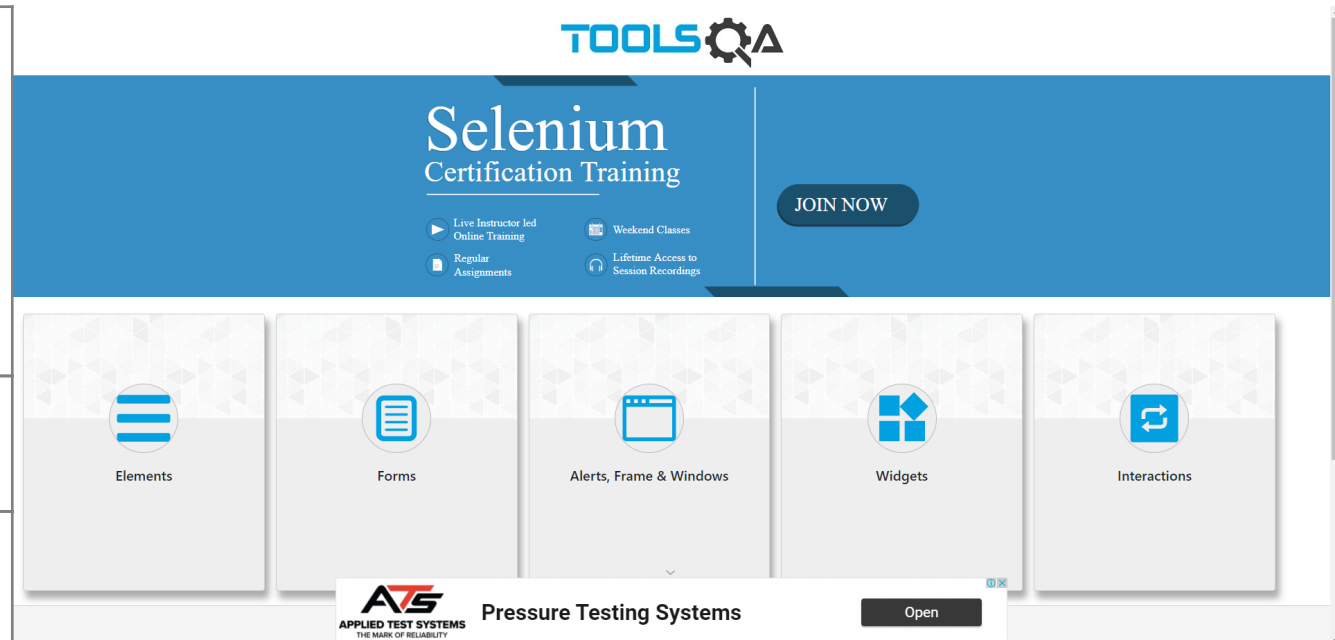 TOOLSQA
Selenium
Certification Training
Live Instructor led
Online Training
Weekend Classes
Regular
Assignments
Lifetime Access to
Session Recordings
JOIN NOW
Elements
Forms
Alerts, Frame & Windows
Widgets
Interactions
ATS
APPLIED TEST SYSTEMS
THE MARK OF RELIABILITY
Pressure Testing Systems
Open